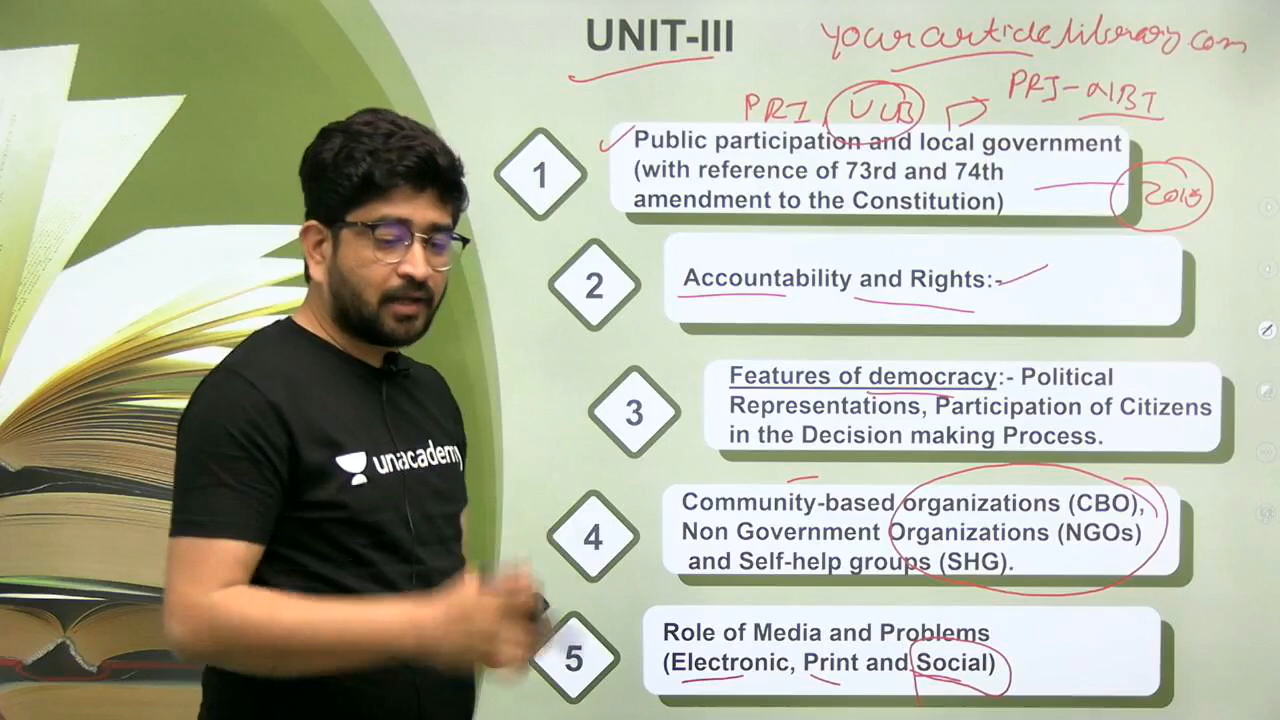 UNIT-III
yourarticlelibrary.com
PRI ULB
1
Public participation and local government
(with reference of 73rd and 74th
amendment to the Constitution)
2
Accountability and Rights:-
3
Features of democracy:- Political
Representations, Participation of Citizens
in the Decision making Process.
4
Community-based organizations (CBO),
Non Government Organizations (NGOs)
and Self-help groups (SHG).
5
Role of Media and Problems
(Electronic, Print and Social)
unacademy